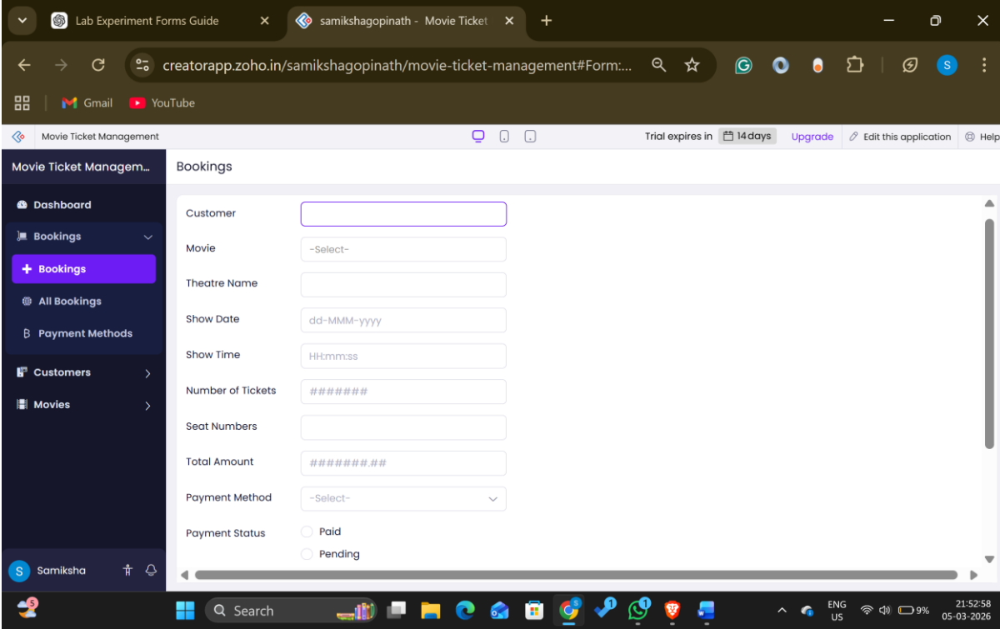 Lab Experiment Forms Guide
samikshagopinath - Movie Ticket
creatorapp.zoho.in/samikshagopinath/movie-ticket-management#Form:...
S
Gmail
YouTube
Movie Ticket Management
Trial expires in 14 days Upgrade Edit this application Help
Movie Ticket Managem...
Bookings
Dashboard
Bookings
Bookings
All Bookings
Payment Methods
Customers
Movies
Customer
Movie -Select-
Theatre Name
Show Date dd-MMM-yyyy
Show Time HH:mm:ss
Number of Tickets #######
Seat Numbers
Total Amount #######.##
Payment Method -Select-
Payment Status Paid
Pending
S Samiksha
5
Search
S
1
1
ENG
US
9%
21:52:58
05-03-2026